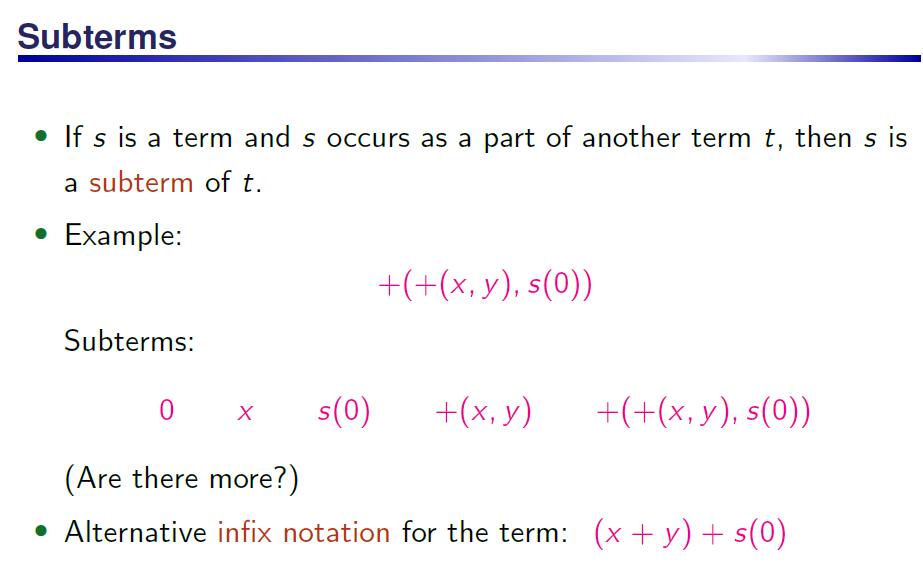 Subterms
• If s is a term and s occurs as a part of another term t, then s is
a subterm of t.
• Example:
+(+(x, y), s(0))
Subterms:
0 x s(0) +(x, y) +(+(x, y), s(0))
(Are there more?)
• Alternative infix notation for the term: (x + y) + s(0)